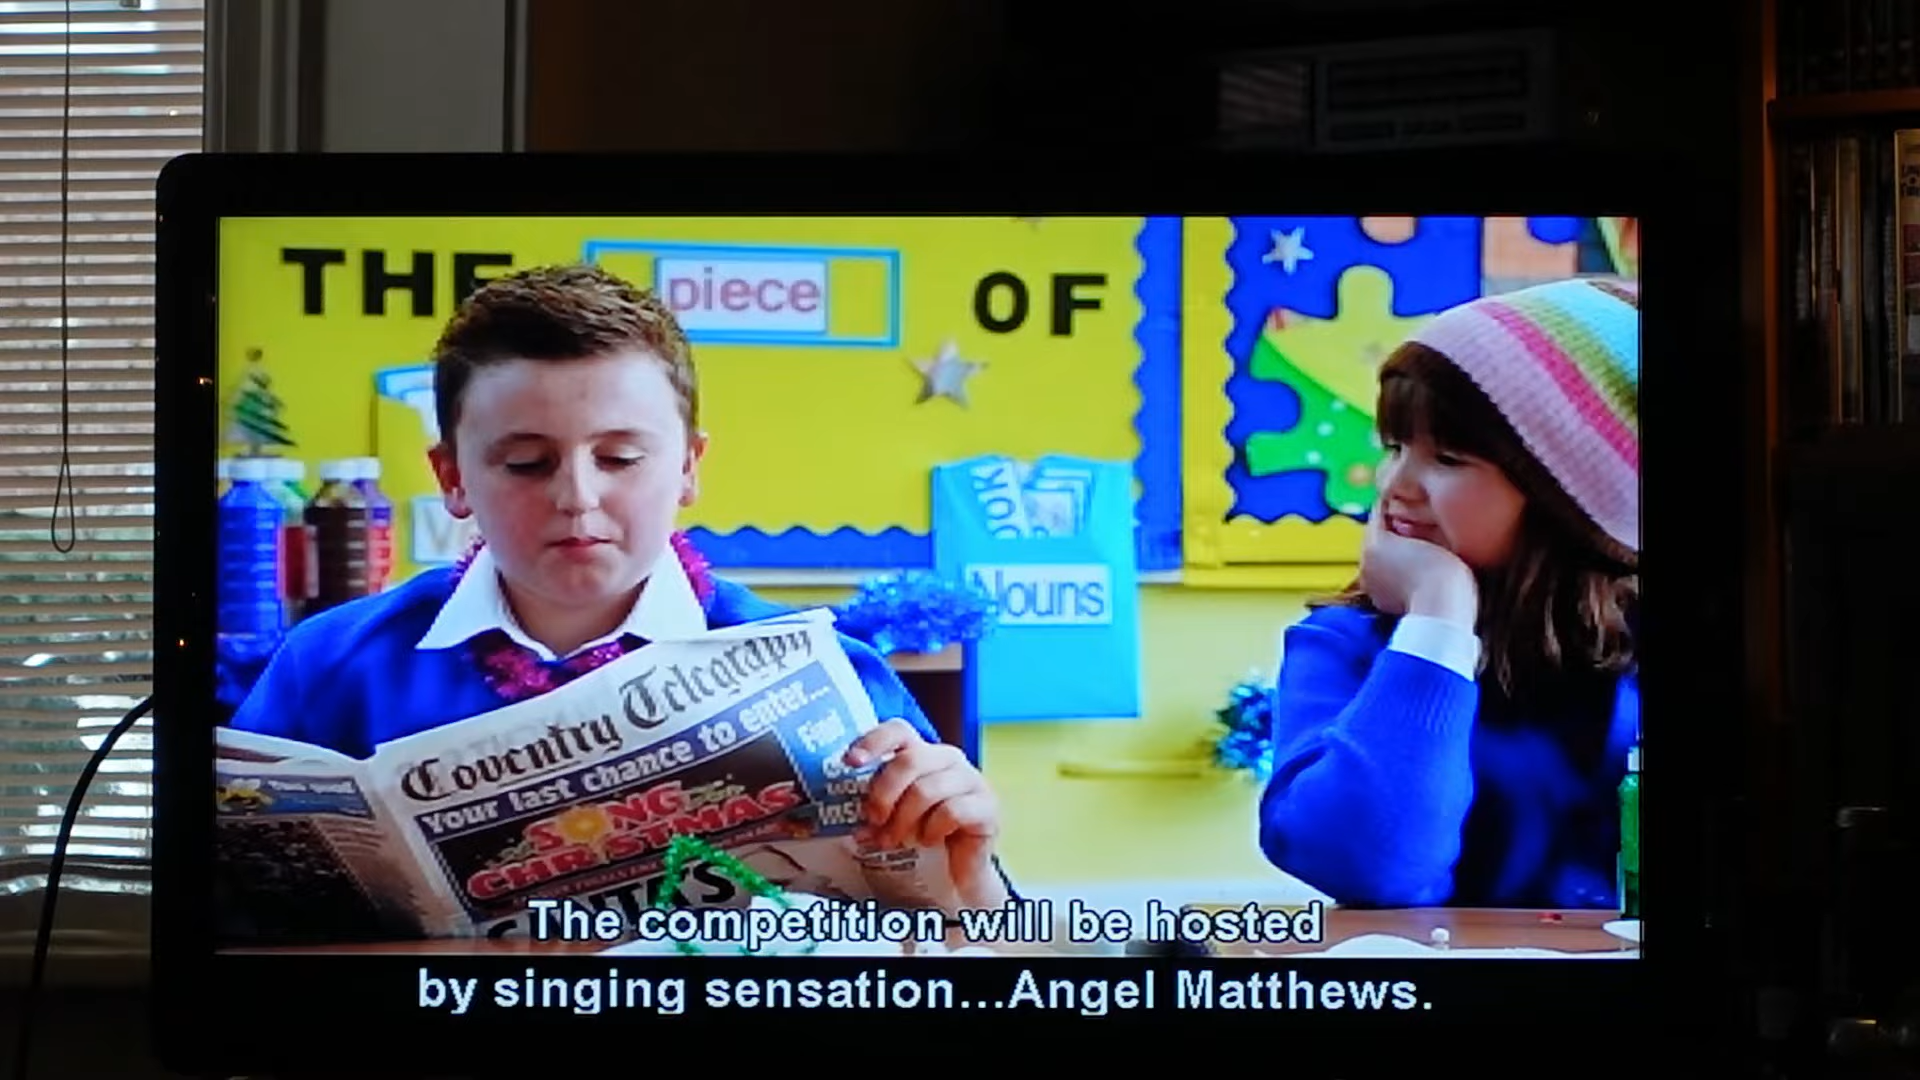 THE piece OF
Nouns
Coventry Telegraphy
Your last chance to enter...
SONG
CHRISTMAS
The competition will be hosted
by singing sensation...Angel Matthews.